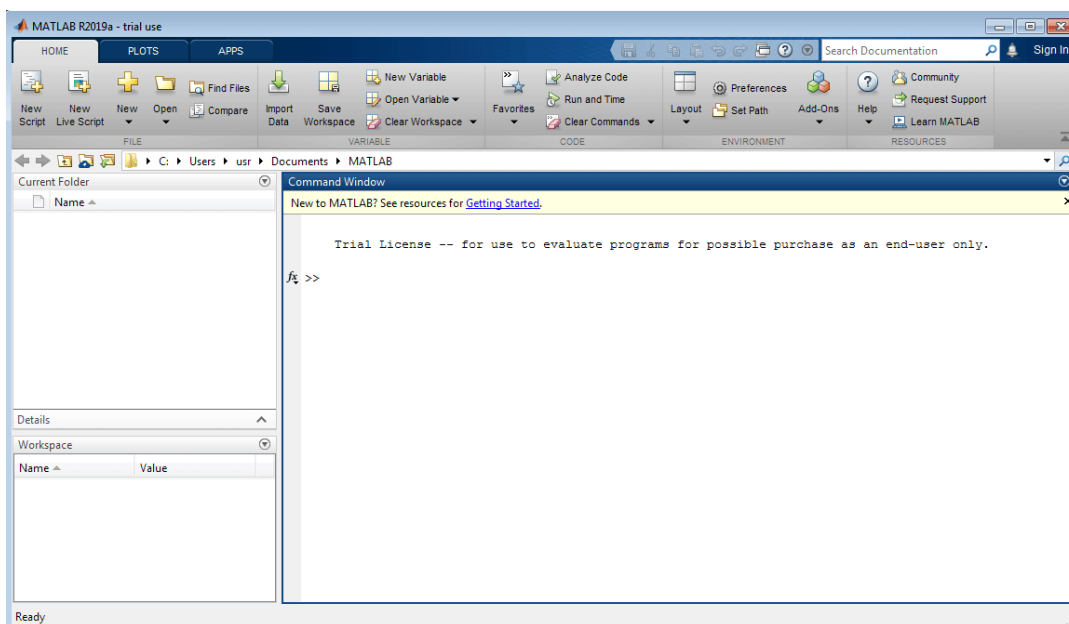 MATLAB R2019a - trial use
HOME PLOTS APPS Search Documentation Sign In
New Script
New Live Script
New
Open
Find Files
Compare
FILE
Import Data
Save Workspace
New Variable
Open Variable
Clear Workspace
VARIABLE
Favorites
Analyze Code
Run and Time
Clear Commands
CODE
Layout
Preferences
Set Path
Add-Ons
ENVIRONMENT
Help
Community
Request Support
Learn MATLAB
RESOURCES
C: Users usr Documents MATLAB
Current Folder
Name
Details
Workspace
Name Value
Command Window
New to MATLAB? See resources for Getting Started.
Trial License -- for use to evaluate programs for possible purchase as an end-user only.
fx >>
Ready